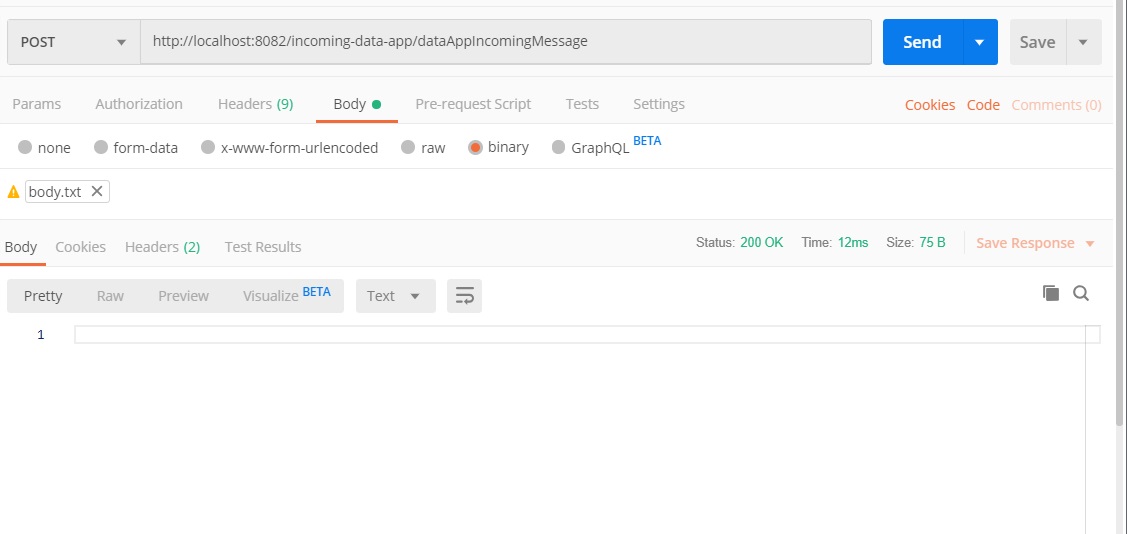 POST http://localhost:8082/incoming-data-app/dataAppIncomingMessage Send Save
Params Authorization Headers (9) Body Pre-request Script Tests Settings Cookies Code Comments (0)
none form-data x-www-form-urlencoded raw binary GraphQL BETA
body.txt
Body Cookies Headers (2) Test Results Status: 200 OK Time: 12ms Size: 75 B Save Response
Pretty Raw Preview Visualize BETA Text
1